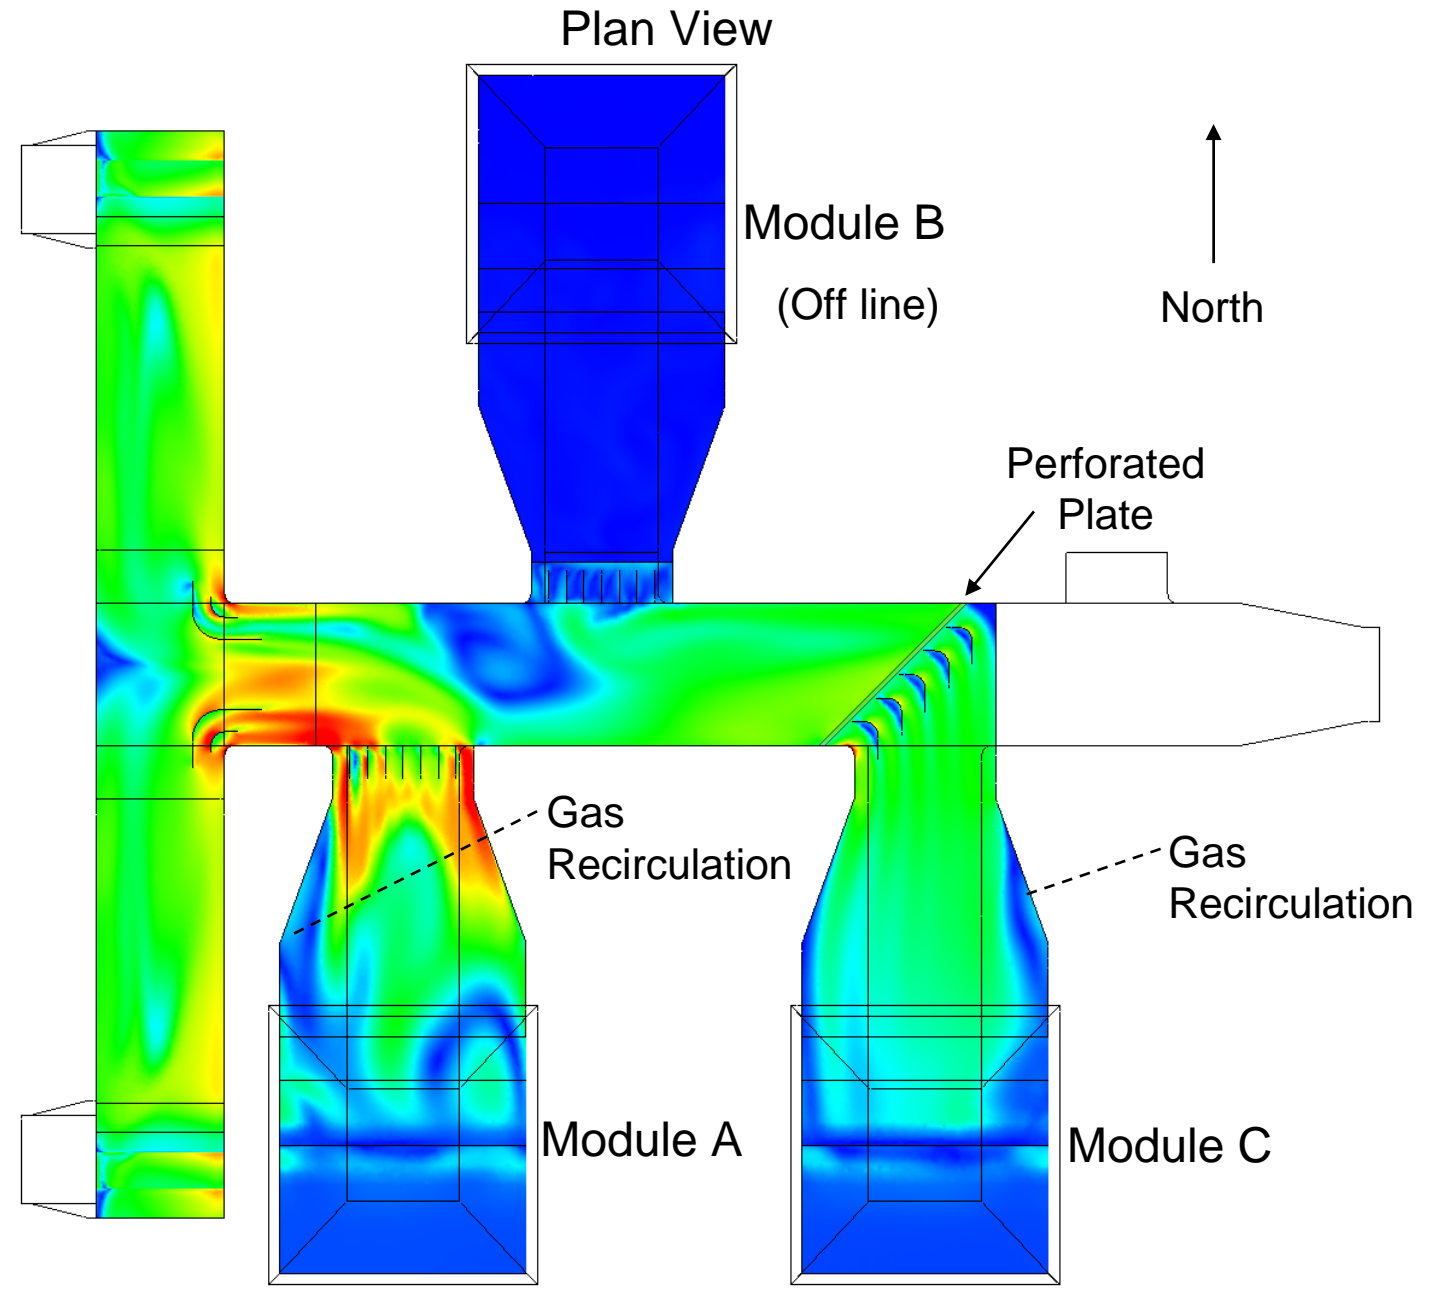 Plan View
Module B
(Off line)
North
Perforated
Plate
Gas
Recirculation
Gas
Recirculation
Module A
Module C